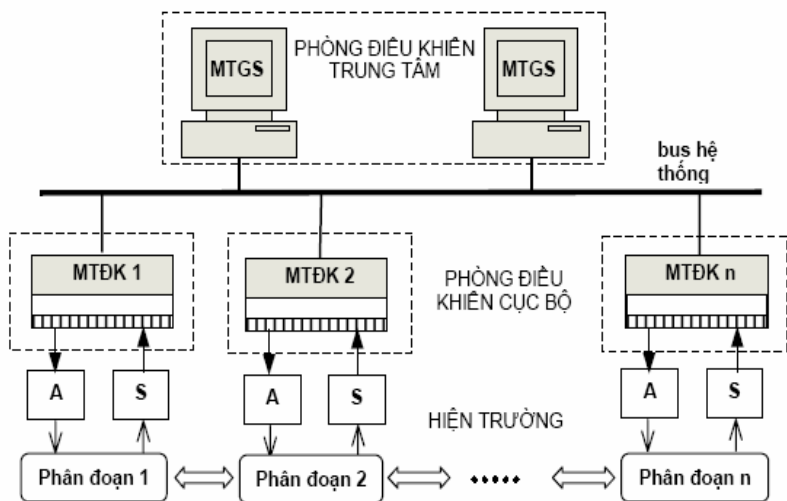 PHÒNG ĐIỀU KHIỂN
TRUNG TÂM
MTGS
MTGS
bus hệ
thống
MTĐK 1
MTĐK 2
MTĐK n
PHÒNG ĐIỀU
KHIỂN CỤC BỘ
A
S
A
S
A
S
HIỆN TRƯỜNG
Phân đoạn 1
Phân đoạn 2
.....
Phân đoạn n